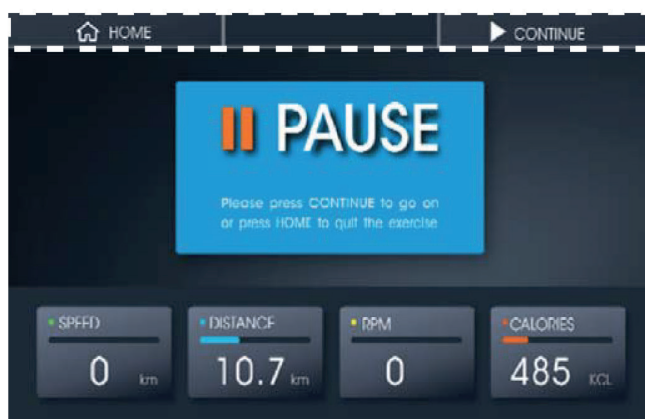 HOME
CONTINUE
PAUSE
Please press CONTINUE to go on
or press HOME to quit the exercise
SPEED
DISTANCE
RPM
CALORIES
0 km
10.7 km
0
485 KCL